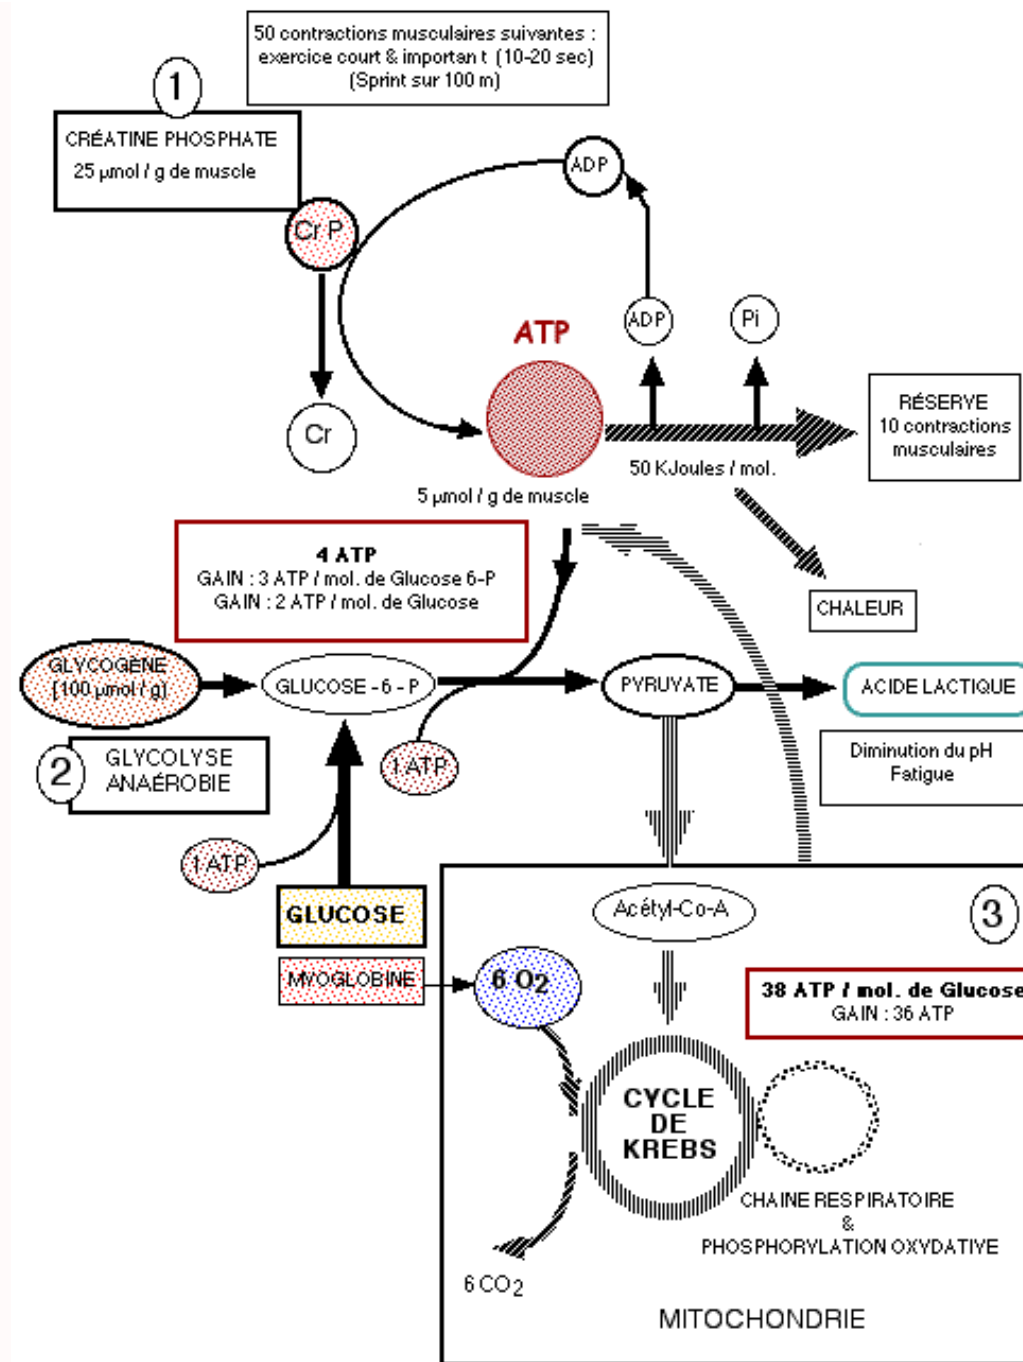 50 contractions musculaires suivantes :
exercice court & important (10-20 sec)
(Sprint sur 100 m)
1
CRÉATINE PHOSPHATE
25 µmol / g de muscle
ADP
Cr P
ADP
Pi
ATP
Cr
RÉSERVE
10 contractions
musculaires
50 KJoules / mol.
5 µmol / g de muscle
4 ATP
GAIN : 3 ATP / mol. de Glucose 6-P
GAIN : 2 ATP / mol. de Glucose
CHALEUR
GLYCOGÈNE
(100 µmol / g)
GLUCOSE - 6 - P
PYRUVATE
ACIDE LACTIQUE
2
GLYCOLYSE
ANAÉROBIE
1 ATP
Diminution du pH
Fatigue
1 ATP
GLUCOSE
Acétyl-Co-A
3
MYOGLOBINE
6 O2
38 ATP / mol. de Glucose
GAIN : 36 ATP
CYCLE
DE
KREBS
CHAINE RESPIRATOIRE
&
PHOSPHORYLATION OXYDATIVE
6 CO2
MITOCHONDRIE